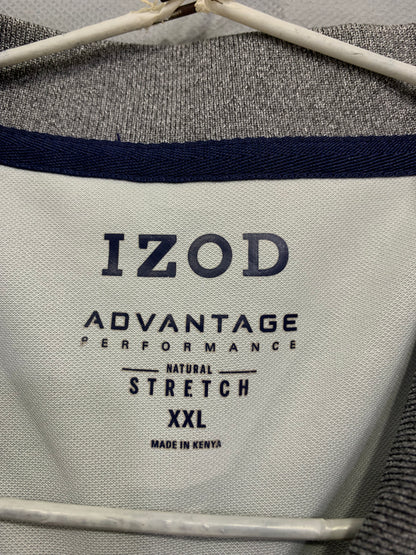 IZOD
ADVANTAGE
PERFORMANCE
NATURAL
STRETCH
XXL
MADE IN KENYA